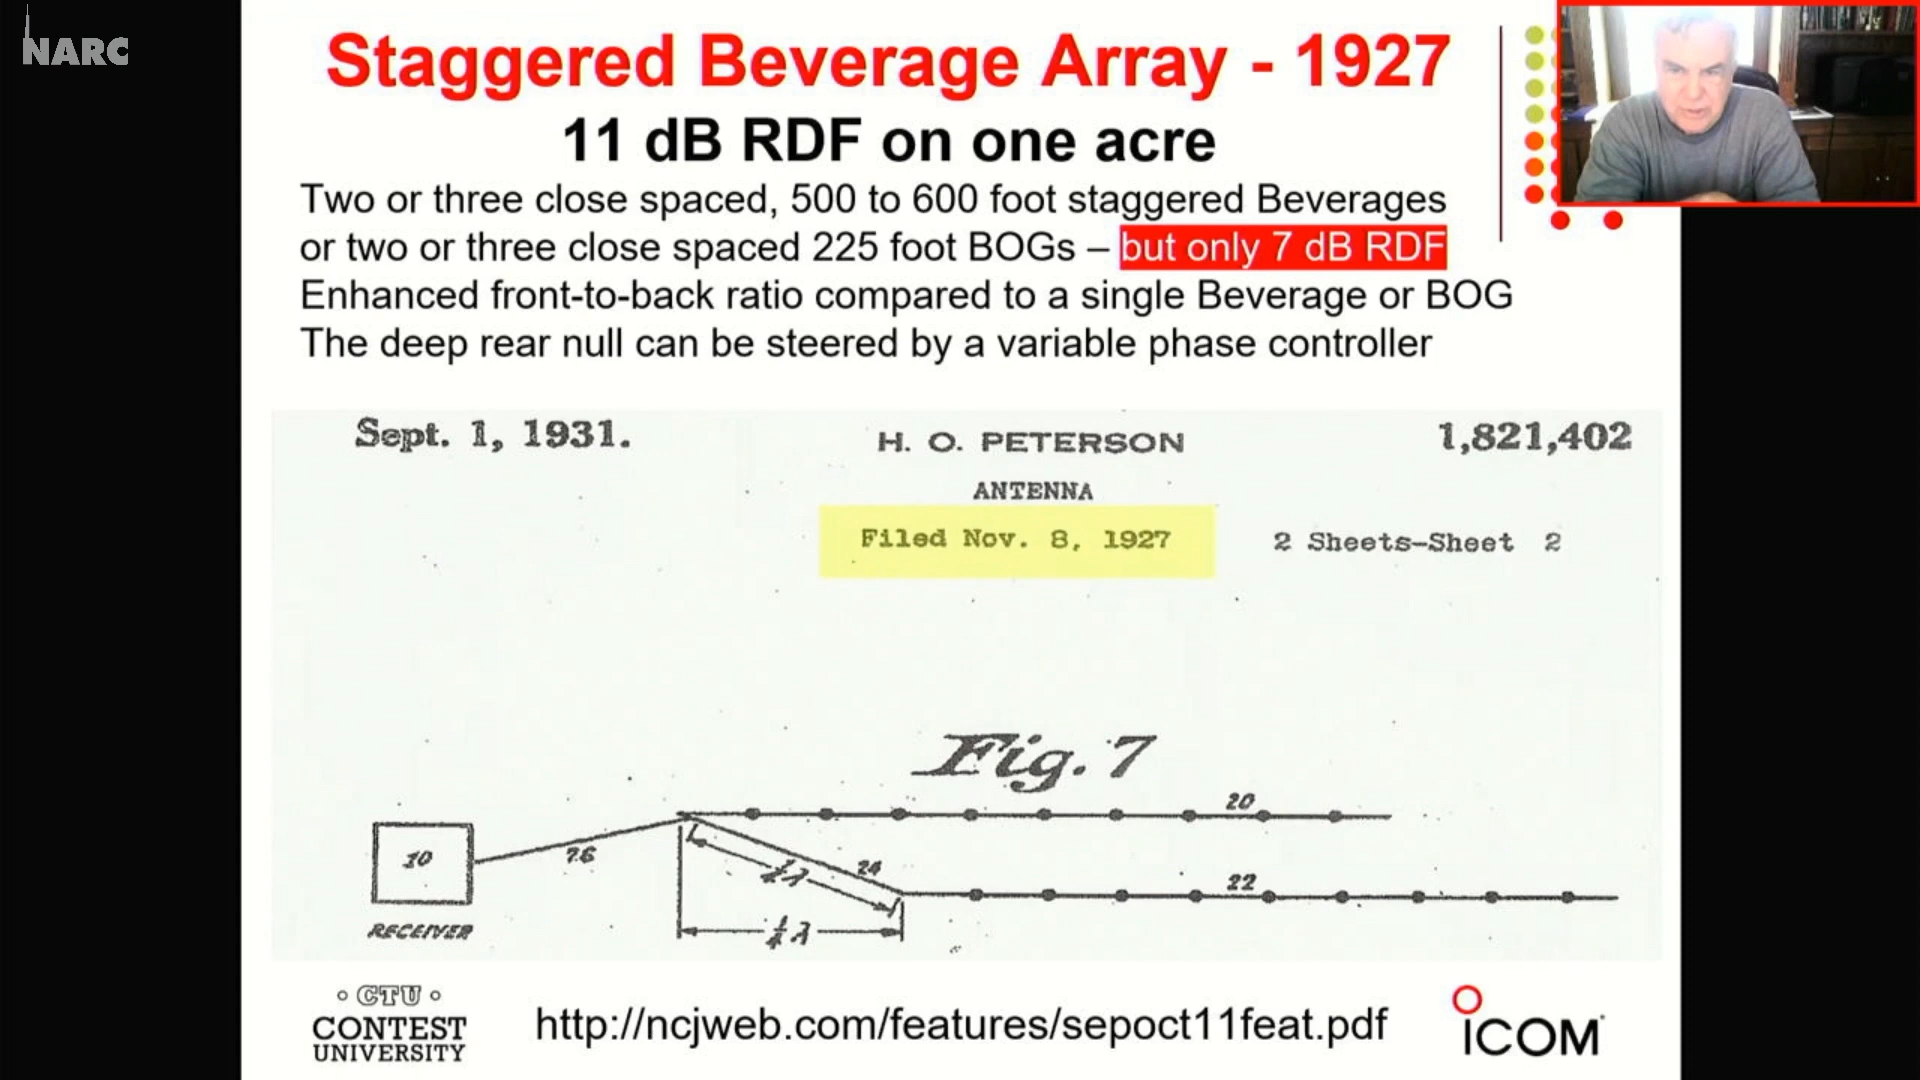 NARC
Staggered Beverage Array - 1927
11 dB RDF on one acre
Two or three close spaced, 500 to 600 foot staggered Beverages
or two or three close spaced 225 foot BOGs – but only 7 dB RDF
Enhanced front-to-back ratio compared to a single Beverage or BOG
The deep rear null can be steered by a variable phase controller
Sept. 1, 1931.
H. O. PETERSON
1,821,402
ANTENNA
Filed Nov. 8, 1927
2 Sheets-Sheet 2
Fig. 7
20
10
76
24
22
¼λ
RECEIVER
CTU
CONTEST
UNIVERSITY
http://ncjweb.com/features/sepoct11feat.pdf
ICOM